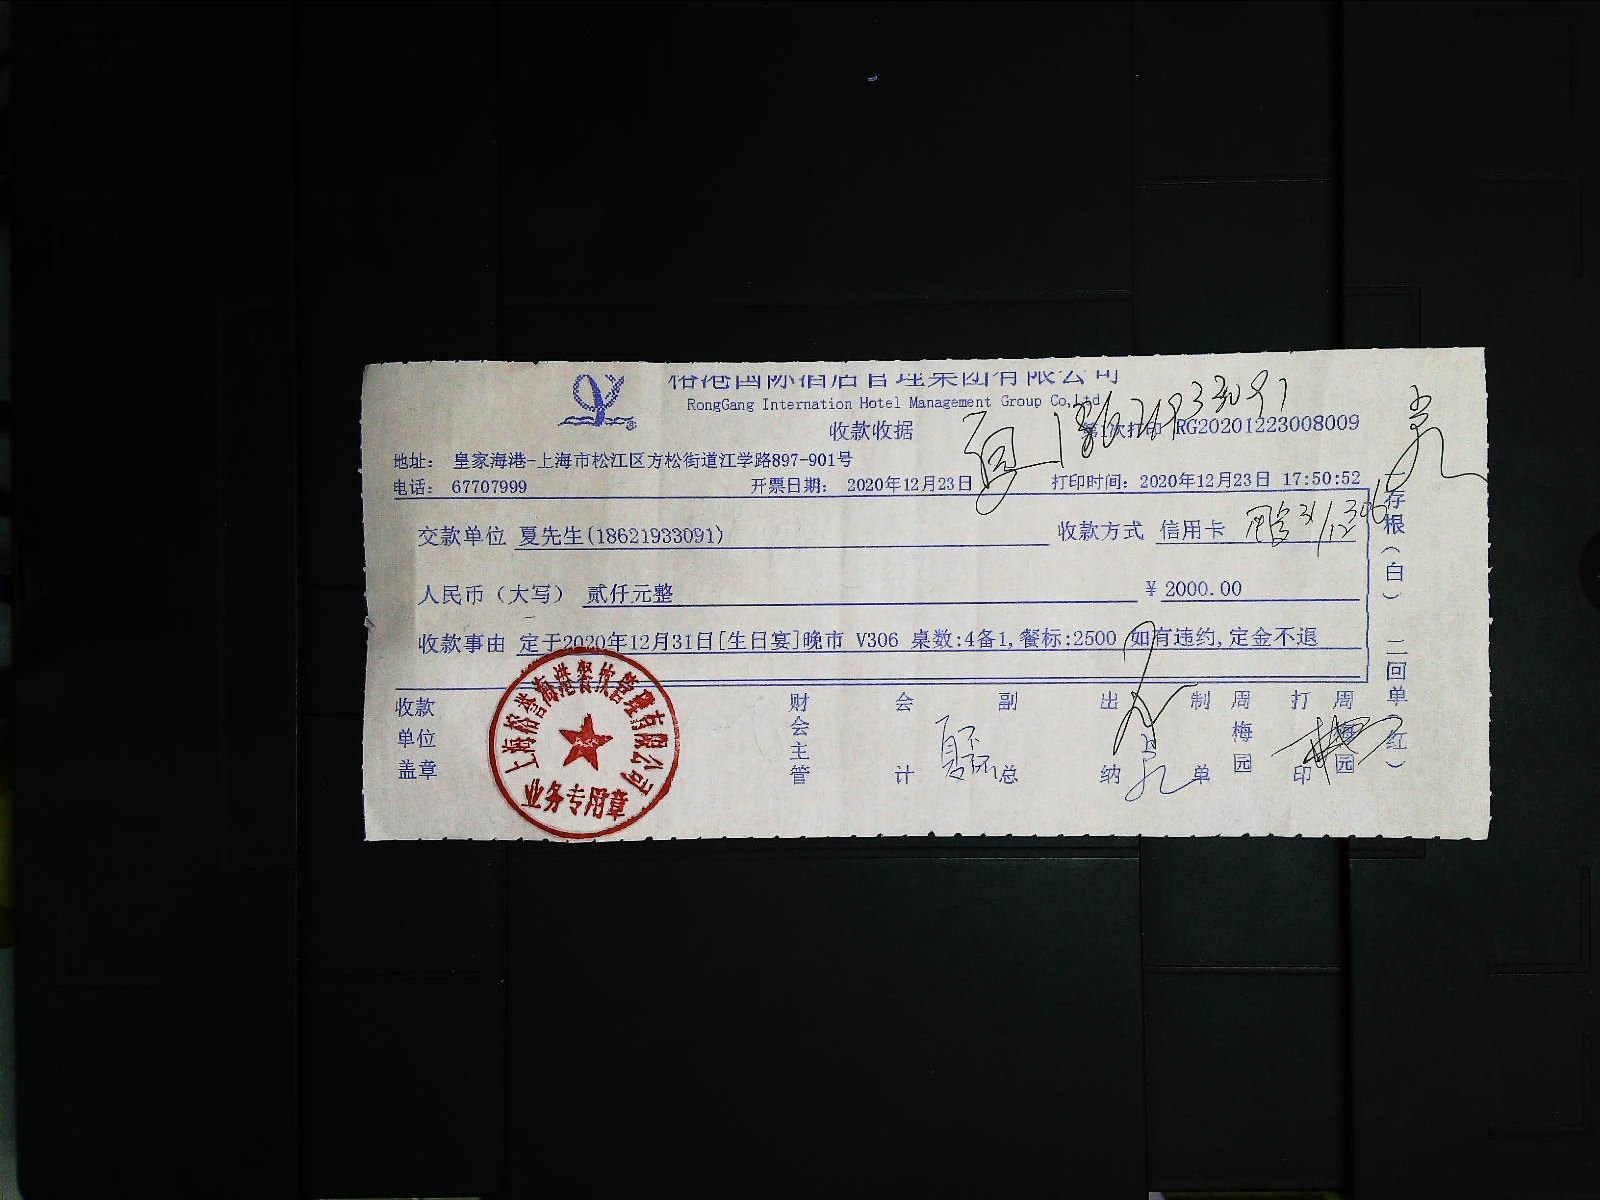 裕港国际酒店管理集团有限公司
RongGang Internation Hotel Management Group Co,Ltd
收款收据
第1次打印 RG20201223008009
18621933091
地址： 皇家海港-上海市松江区方松街道江学路897-901号
电话： 67707999 开票日期： 2020年12月23日 打印时间：2020年12月23日 17:50:52
交款单位 夏先生(18621933091) 收款方式 信用卡
人民币（大写） 贰仟元整 ￥2000.00
收款事由 定于2020年12月31日[生日宴]晚市 V306 桌数:4备1,餐标:2500 如有违约,定金不退
存根（白） 二回单（红）
收款单位盖章 财会主管 会计 副总 出纳 制单 周梅园 打印 周梅园
上海裕誉海港餐饮管理有限公司
业务专用章